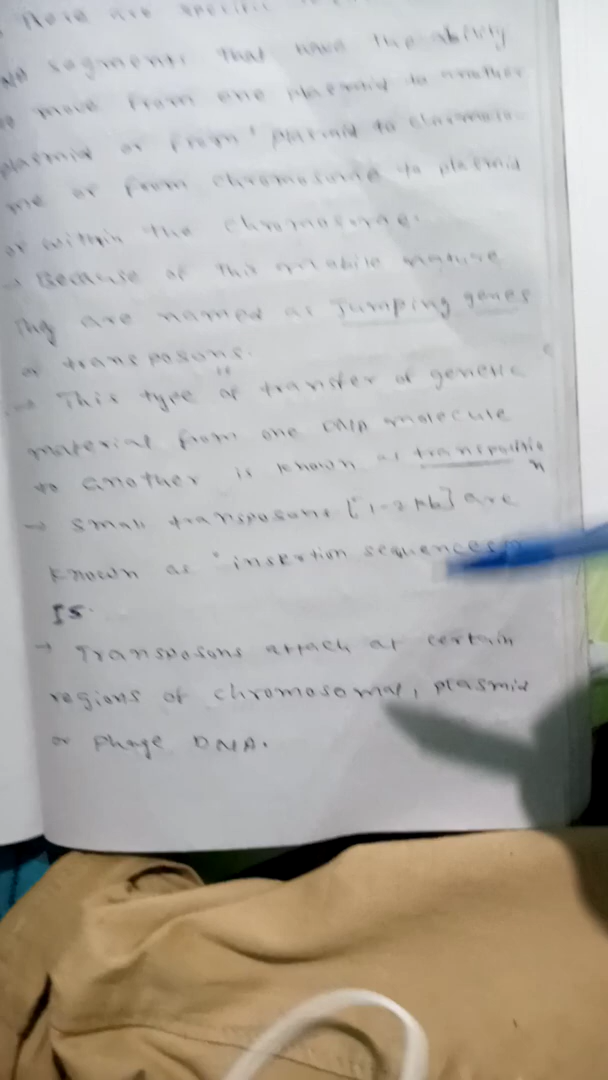 There are specific
segments that have the ability
to move from one plasmid to another
plasmid or from plasmid to chromoso-
me or from chromosome to plasmid
or within the chromosome.
→ Because of this mobile nature
They are named as Jumping genes
or transposons.
→ This type of transfer of genetic
material from one DNA molecule
to another is known as transposition
→ small transposons [1-2 kb] are
known as "insertion sequences"
IS.
→ Transposons attack at certain
regions of chromosomal, plasmid
or phage DNA.